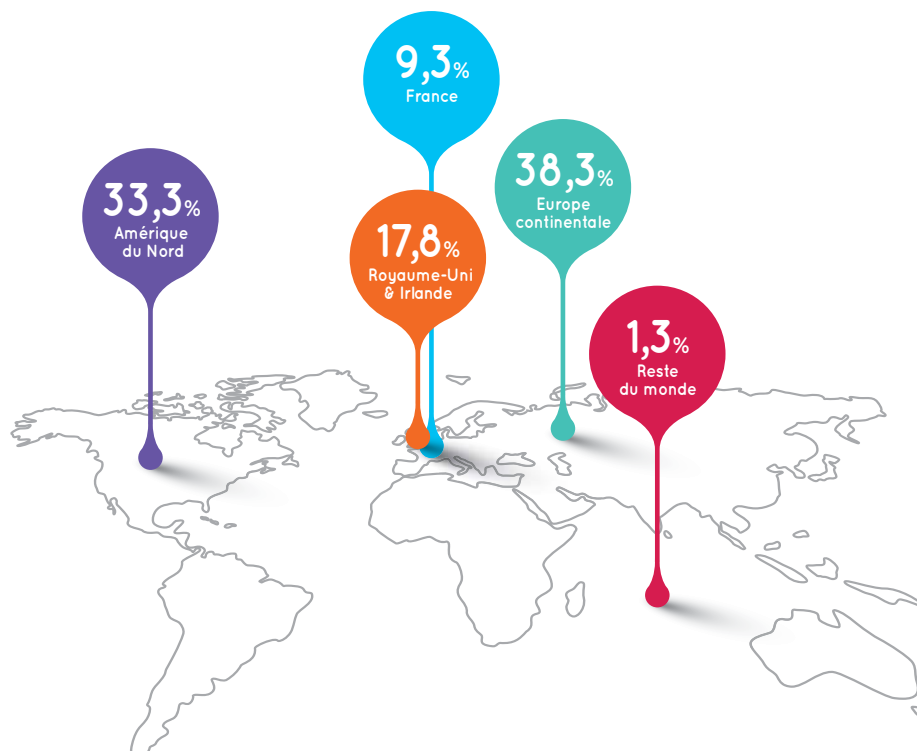 9,3%
France
33,3%
Amérique
du Nord
17,8%
Royaume-Uni
& Irlande
38,3%
Europe
continentale
1,3%
Reste
du monde